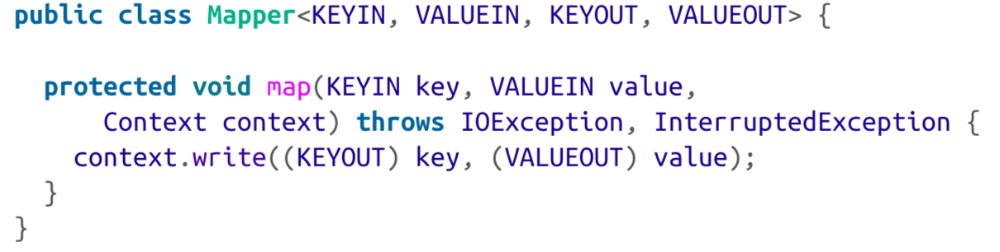 public class Mapper<KEYIN, VALUEIN, KEYOUT, VALUEOUT> {
protected void map(KEYIN key, VALUEIN value,
Context context) throws IOException, InterruptedException {
context.write((KEYOUT) key, (VALUEOUT) value);
}
}